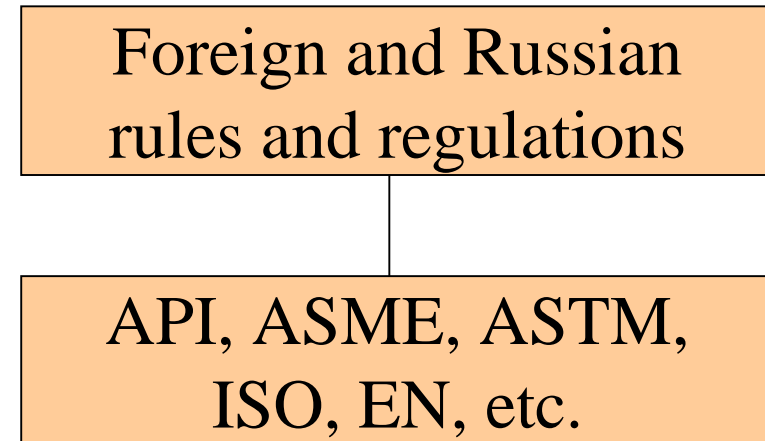 Foreign and Russian
rules and regulations
API, ASME, ASTM,
ISO, EN, etc.